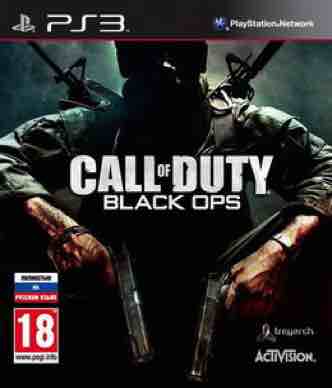 PS3
PlayStation®Network
CALL OF DUTY
BLACK OPS
ПОЛНОСТЬЮ
НА
РУССКОМ ЯЗЫКЕ
18
www.pegi.info
treyarch
ACTIVISION